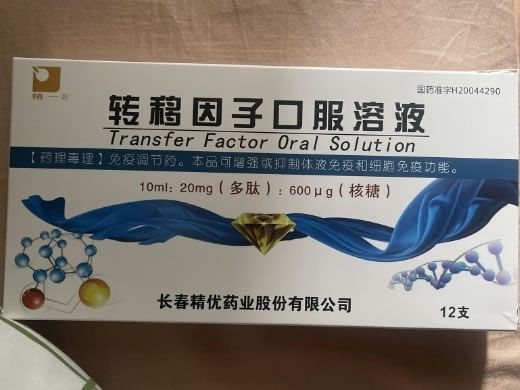 精一®
国药准字H20044290
转移因子口服溶液
Transfer Factor Oral Solution
【药理毒理】免疫调节药。本品可增强或抑制体液免疫和细胞免疫功能。
10ml：20mg（多肽）：600μg（核糖）
长春精优药业股份有限公司
12支